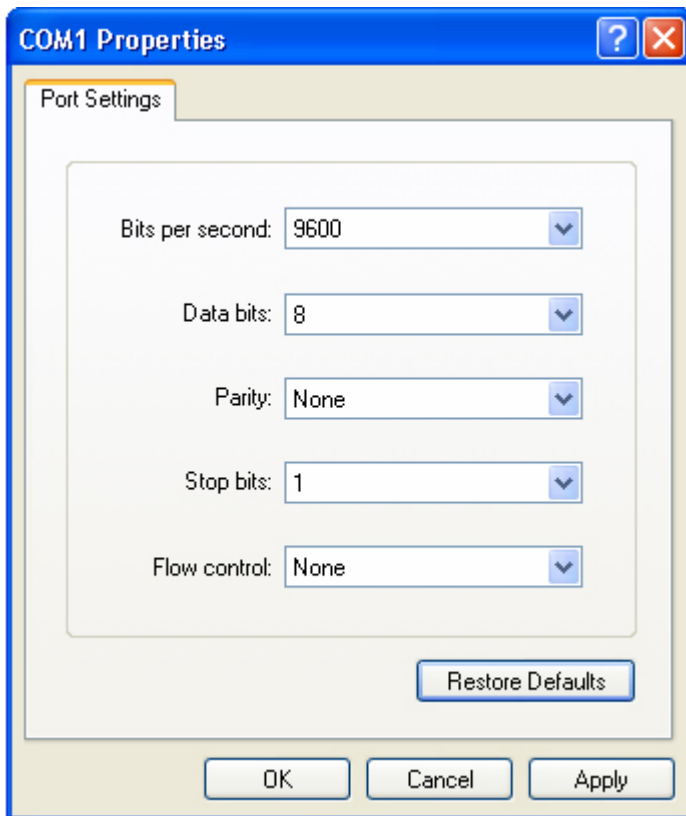 COM1 Properties
Port Settings
Bits per second: 9600
Data bits: 8
Parity: None
Stop bits: 1
Flow control: None
Restore Defaults
OK Cancel Apply